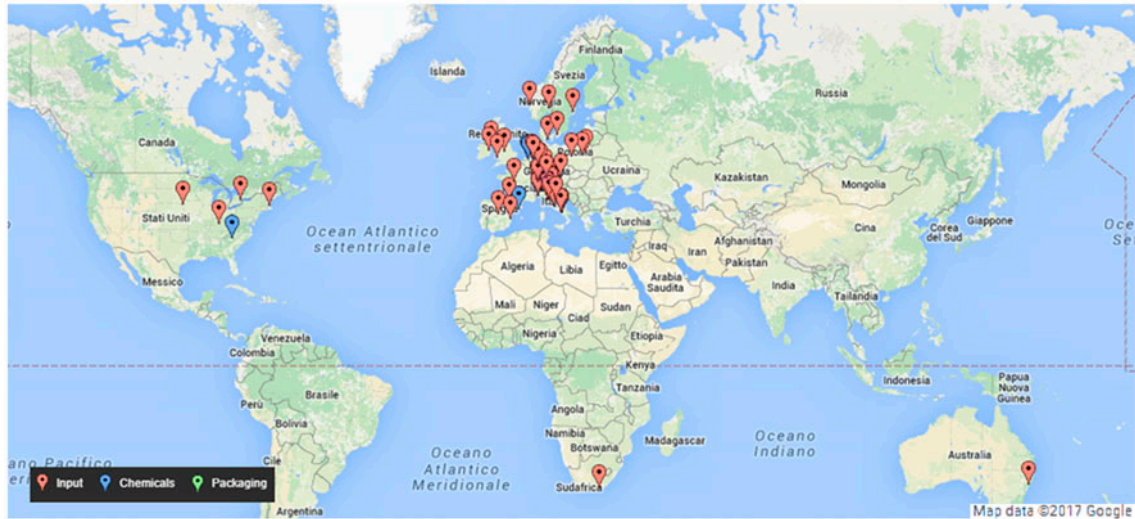 Islanda
Finlandia
Svezia
Norvegia
Russia
Canada
Ucraina
Kazakistan
Mongolia
Stati Uniti
Oceano Atlantico
settentrionale
Turchia
Giappone
Cina
Corea
del Sud
Iraq
Iran
Afghanistan
Pakistan
Algeria
Libia
Egitto
Arabia
Saudita
Messico
India
Tailandia
Mali
Niger
Ciad
Sudan
Nigeria
Etiopia
Venezuela
Colombia
Kenya
Tanzania
Indonesia
Papua
Nuova
Guinea
Perù
Brasile
Bolivia
Angola
Namibia
Botswana
Madagascar
Oceano
Indiano
Oceano
Atlantico
Meridionale
Australia
Cile
ano Pacifico
Sudafrica
Argentina
Input
Chemicals
Packaging
Map data ©2017 Google